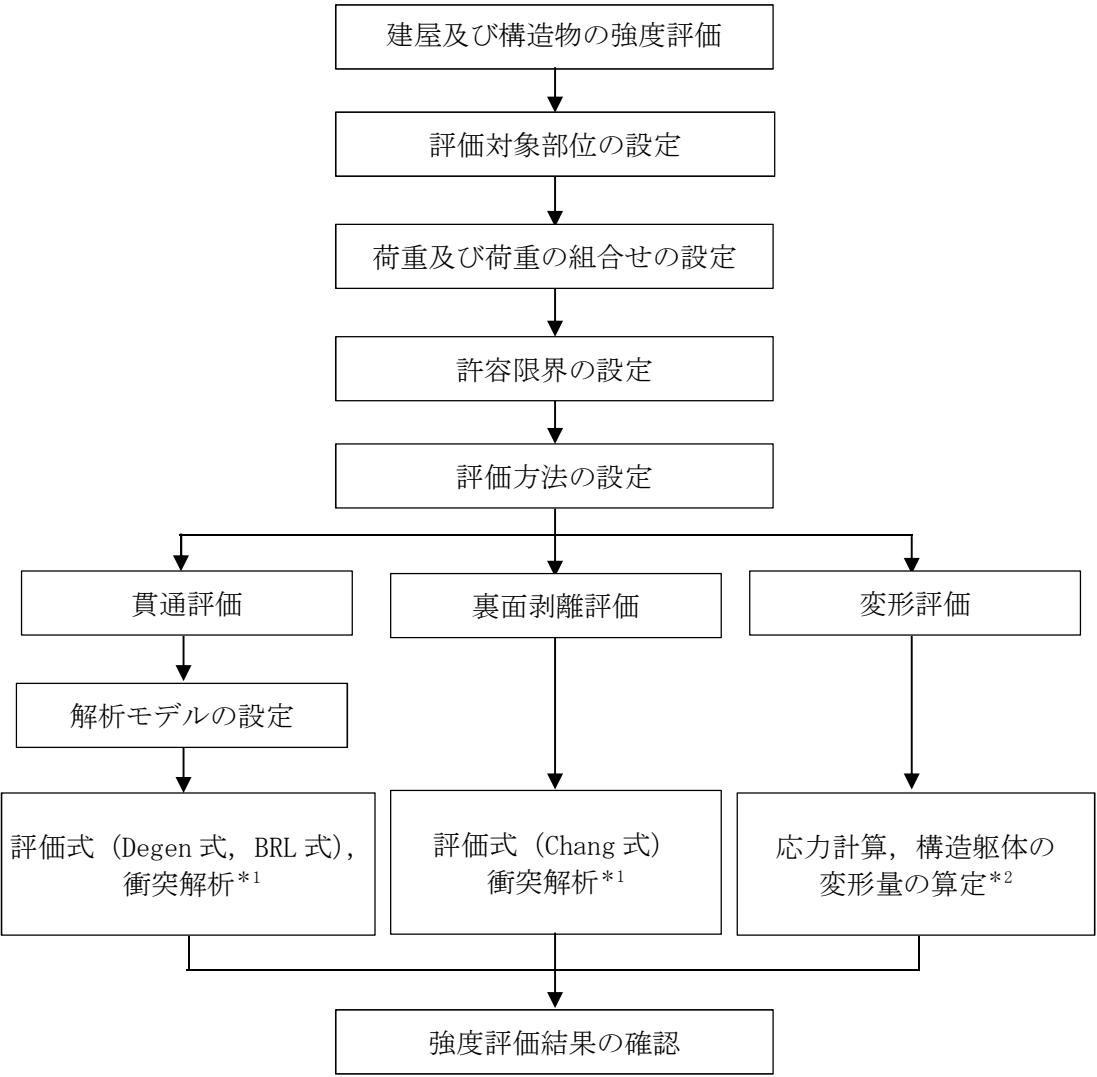 建屋及び構造物の強度評価
評価対象部位の設定
荷重及び荷重の組合せの設定
許容限界の設定
評価方法の設定
貫通評価
裏面剥離評価
変形評価
解析モデルの設定
評価式 (Degen 式, BRL 式),
衝突解析*1
評価式 (Chang 式)
衝突解析*1
応力計算, 構造躯体の
変形量の算定*2
強度評価結果の確認